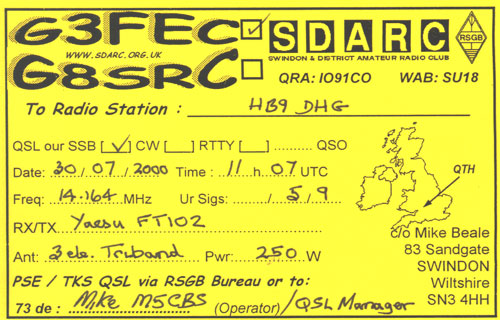 G3FEC ✓ SDARC RSGB
WWW.SDARC.ORG.UK
SWINDON & DISTRICT AMATEUR RADIO CLUB
G8SRC
QRA: IO91CO WAB: SU18
To Radio Station : HB9 DHG
QSL our SSB [✓] CW [ ] RTTY [ ] QSO
Date: 30 / 07 / 2000 Time : 11 h 07 UTC
QTH
Freq: 14.164 MHz Ur Sigs: / 5 / 9
RX/TX Yaesu FT102
Ant: 3 ele. Triband Pwr: 250 W
c/o Mike Beale
83 Sandgate
SWINDON
Wiltshire
SN3 4HH
PSE / TKS QSL via RSGB Bureau or to:
73 de : Mike M5CBS (Operator) / QSL Manager